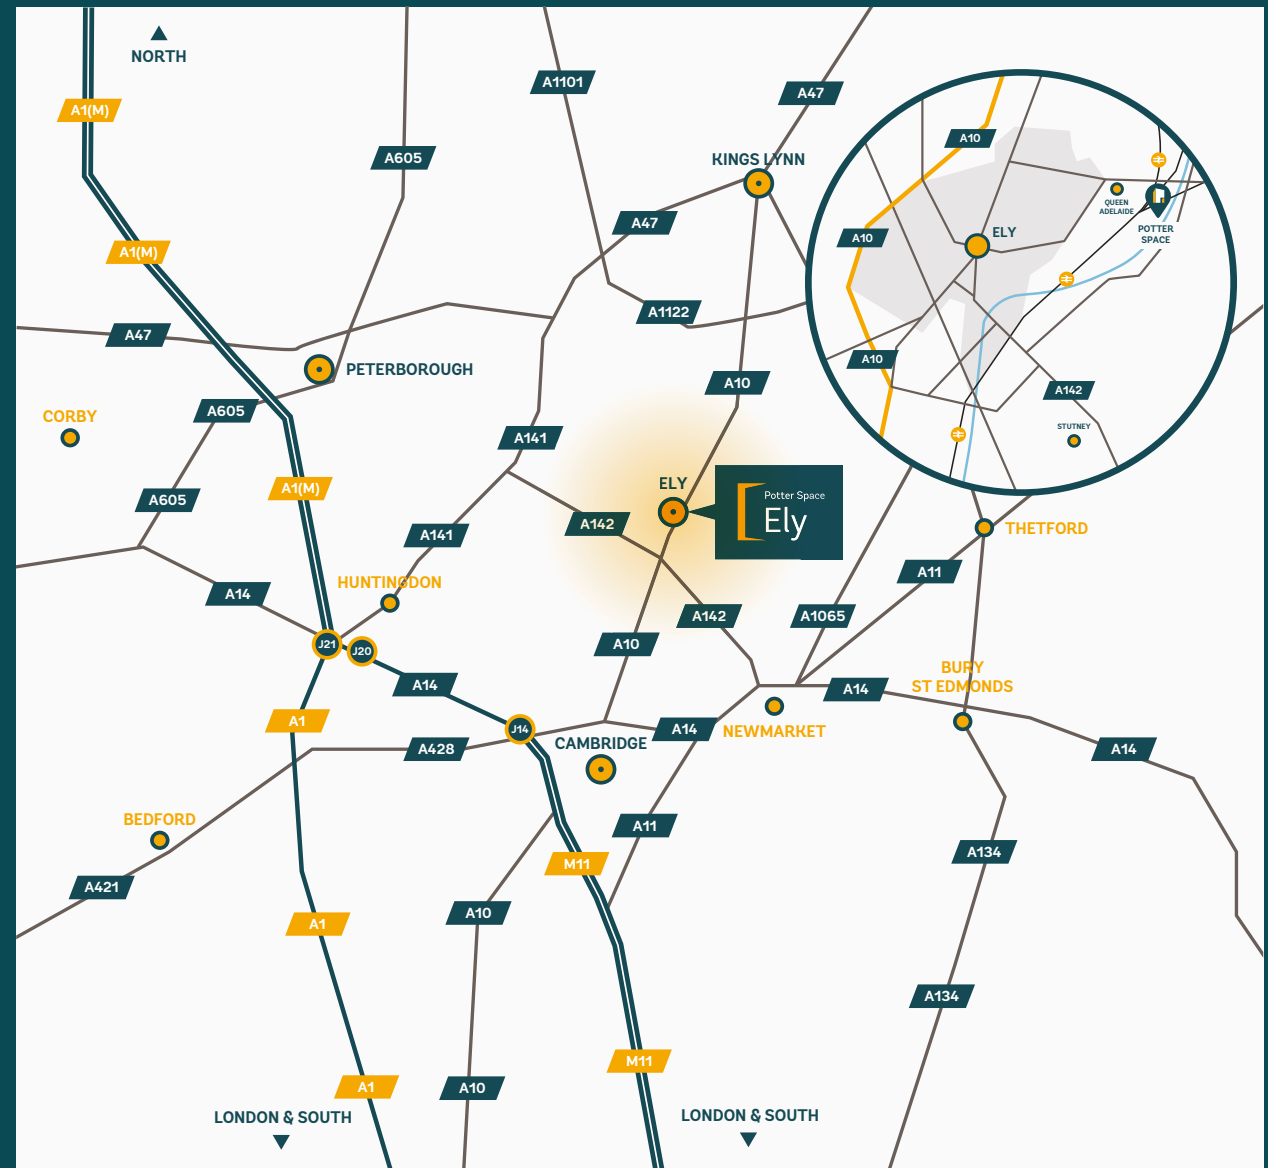 NORTH
A1(M)
A605
A1101
A47
KINGS LYNN
A10
QUEEN
ADELAIDE
POTTER
SPACE
ELY
A10
A47
A1(M)
A1122
A47
PETERBOROUGH
A10
A10
A142
STUTNEY
CORBY
A605
A141
A1(M)
ELY
Potter Space
Ely
A605
A142
A141
THETFORD
A11
HUNTINGDON
A14
A142
A1065
J21
J20
A10
A14
BURY
ST EDMONDS
A14
NEWMARKET
A1
J14
A14
CAMBRIDGE
A428
A14
BEDFORD
A11
A134
M11
A421
A1
A10
A134
M11
A1
A10
LONDON & SOUTH
LONDON & SOUTH